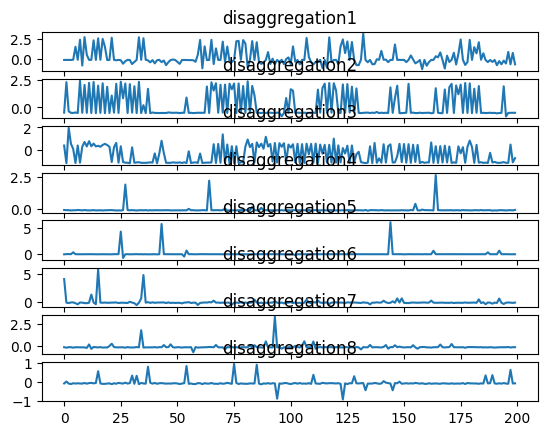 disaggregation1
2.5
0.0
disaggregation2
2.5
0.0
disaggregation3
2
0
disaggregation4
2.5
0.0
disaggregation5
5
0
disaggregation6
5
0
disaggregation7
2.5
0.0
disaggregation8
1
0
−1
0 25 50 75 100 125 150 175 200